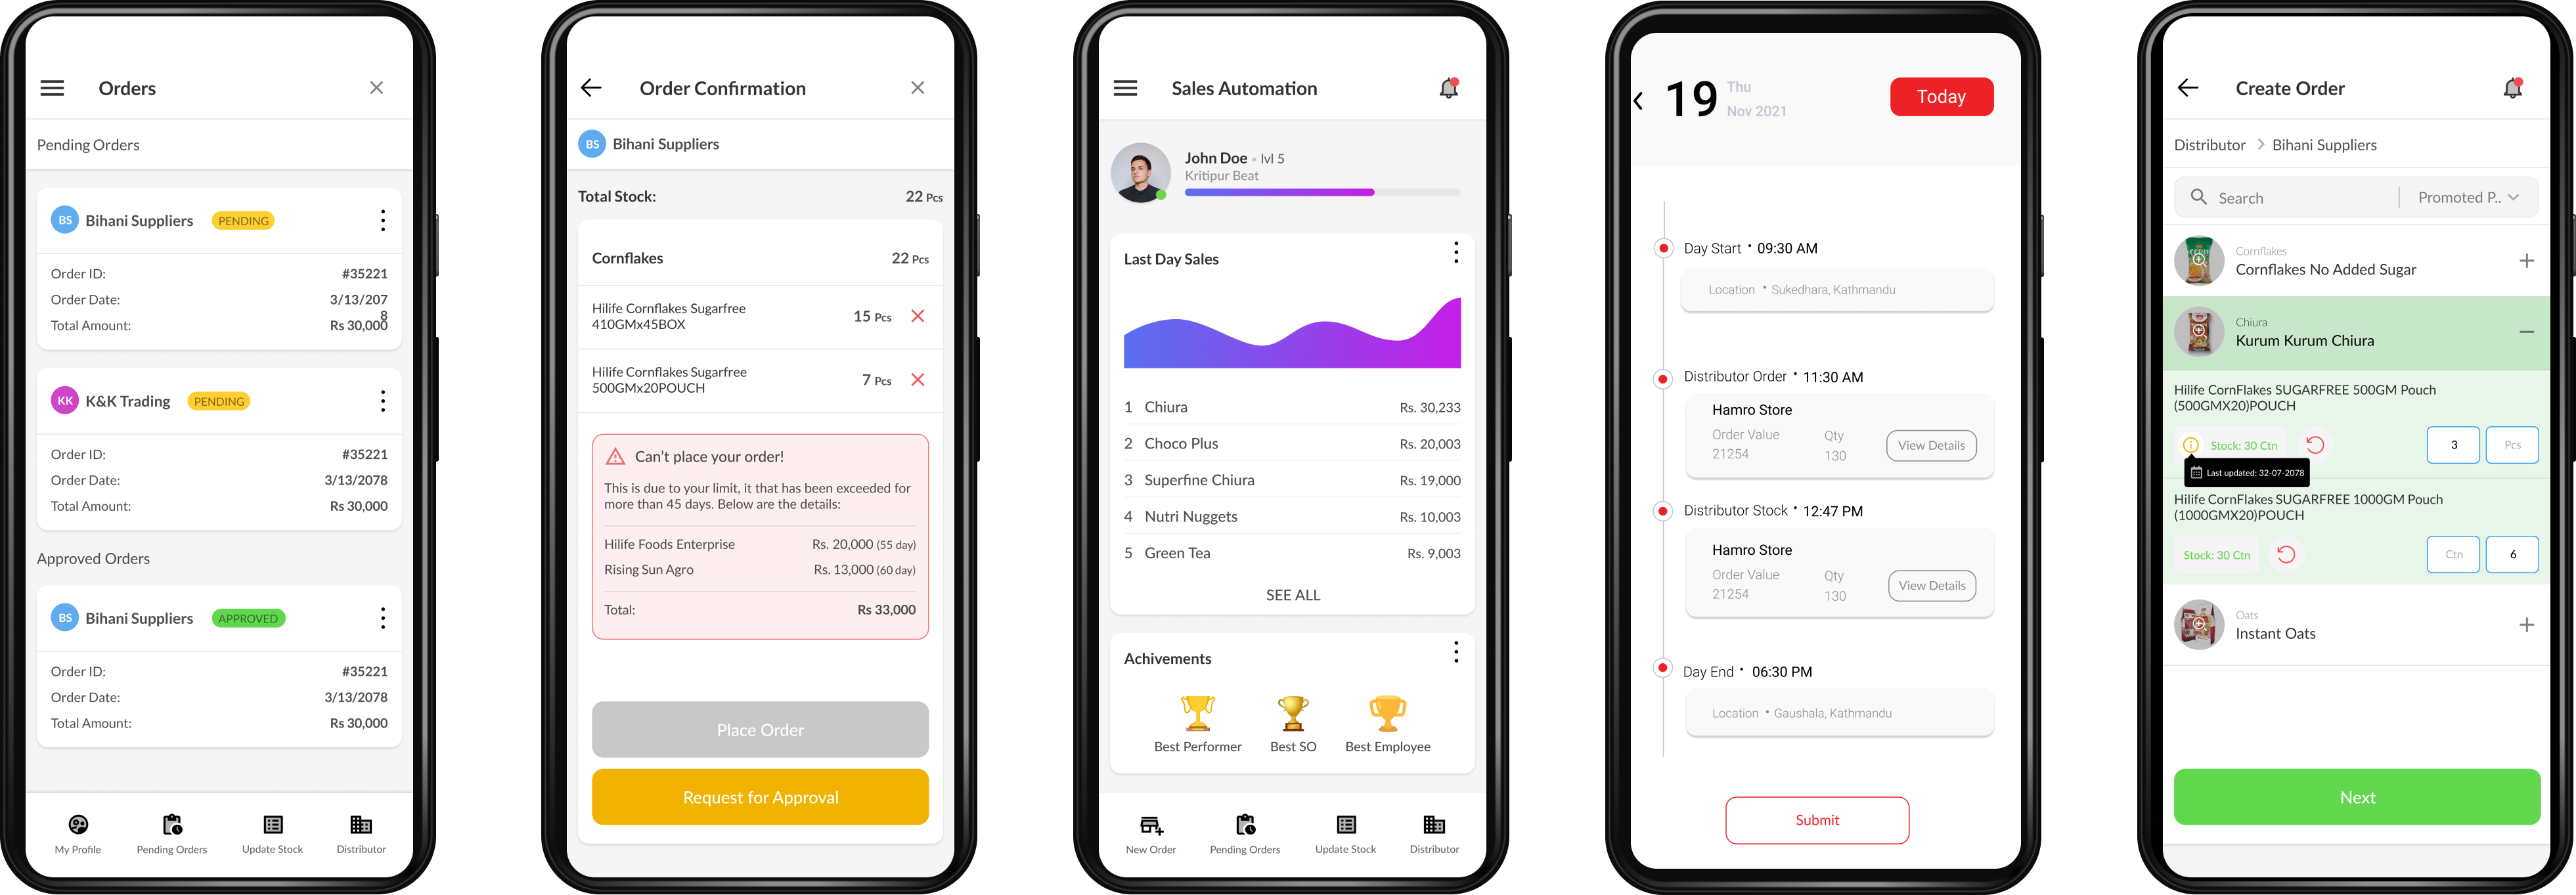 Orders
Pending Orders
BS Bihani Suppliers PENDING
Order ID: #35221
Order Date: 3/13/207
8
Total Amount: Rs 30,000
KK K&K Trading PENDING
Order ID: #35221
Order Date: 3/13/2078
Total Amount: Rs 30,000
Approved Orders
BS Bihani Suppliers APPROVED
Order ID: #35221
Order Date: 3/13/2078
Total Amount: Rs 30,000
My Profile Pending Orders Update Stock Distributor
Order Confirmation
BS Bihani Suppliers
Total Stock: 22 Pcs
Cornflakes 22 Pcs
Hilife Cornflakes Sugarfree
410GMx45BOX
15 Pcs
Hilife Cornflakes Sugarfree
500GMx20POUCH
7 Pcs
Can't place your order!
This is due to your limit, it that has been exceeded for
more than 45 days. Below are the details:
Hilife Foods Enterprise Rs. 20,000 (55 day)
Rising Sun Agro Rs. 13,000 (60 day)
Total: Rs 33,000
Place Order
Request for Approval
Sales Automation
John Doe • lvl 5
Kritipur Beat
Last Day Sales
1 Chiura Rs. 30,233
2 Choco Plus Rs. 20,003
3 Superfine Chiura Rs. 19,000
4 Nutri Nuggets Rs. 10,003
5 Green Tea Rs. 9,003
SEE ALL
Achivements
Best Performer Best SO Best Employee
New Order Pending Orders Update Stock Distributor
19 Thu
Nov 2021
Today
Day Start • 09:30 AM
Location • Sukedhara, Kathmandu
Distributor Order • 11:30 AM
Hamro Store
Order Value Qty
21254 130
View Details
Distributor Stock • 12:47 PM
Hamro Store
Order Value Qty
21254 130
View Details
Day End • 06:30 PM
Location • Gaushala, Kathmandu
Submit
Create Order
Distributor > Bihani Suppliers
Search Promoted P..
Cornflakes
Cornflakes No Added Sugar
Chiura
Kurum Kurum Chiura
Hilife CornFlakes SUGARFREE 500GM Pouch
(500GMX20)POUCH
Stock: 30 Ctn 3 Pcs
Last updated: 32-07-2078
Hilife CornFlakes SUGARFREE 1000GM Pouch
(1000GMX20)POUCH
Stock: 30 Ctn Ctn 6
Oats
Instant Oats
Next